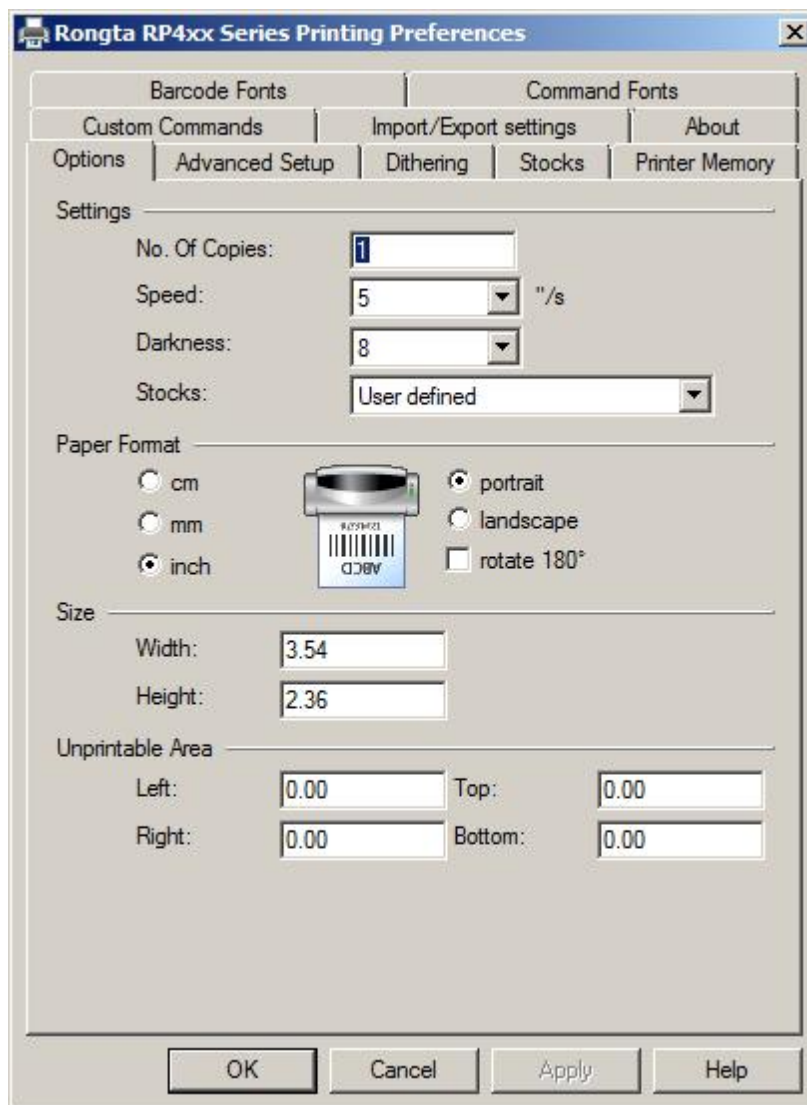 Rongta RP4xx Series Printing Preferences
Barcode Fonts Command Fonts
Custom Commands Import/Export settings About
Options Advanced Setup Dithering Stocks Printer Memory
Settings
No. Of Copies: 1
Speed: 5 "/s
Darkness: 8
Stocks: User defined
Paper Format
cm portrait
mm landscape
inch rotate 180°
12345678
ABCD
Size
Width: 3.54
Height: 2.36
Unprintable Area
Left: 0.00 Top: 0.00
Right: 0.00 Bottom: 0.00
OK Cancel Apply Help